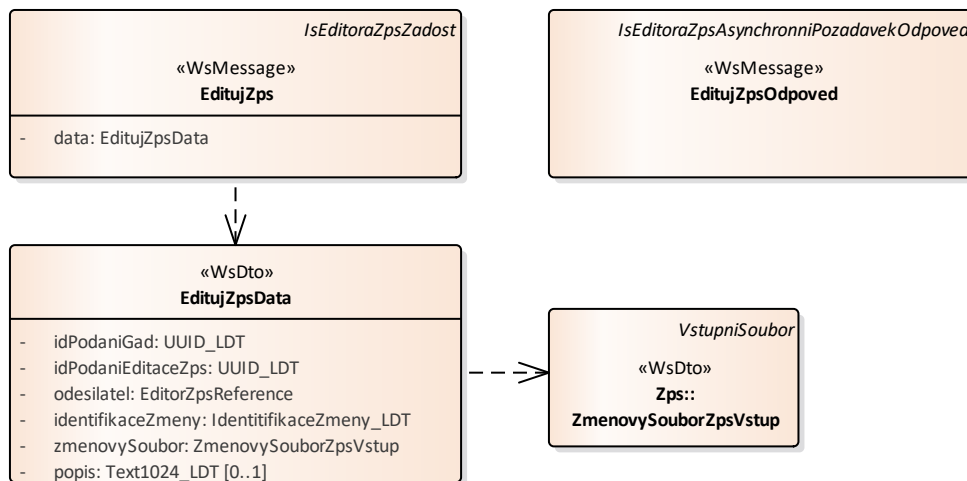 IsEditoraZpsZadost
«WsMessage»
EditujZps
- data: EditujZpsData
IsEditoraZpsAsynchronniPozadavekOdpoved
«WsMessage»
EditujZpsOdpoved
«WsDto»
EditujZpsData
- idPodaniGad: UUID_LDT
- idPodaniEditaceZps: UUID_LDT
- odesilatel: EditorZpsReference
- identifikaceZmeny: IdentitifikaceZmeny_LDT
- zmenovySoubor: ZmenovySouborZpsVstup
- popis: Text1024_LDT [0..1]
VstupniSoubor
«WsDto»
Zps::
ZmenovySouborZpsVstup